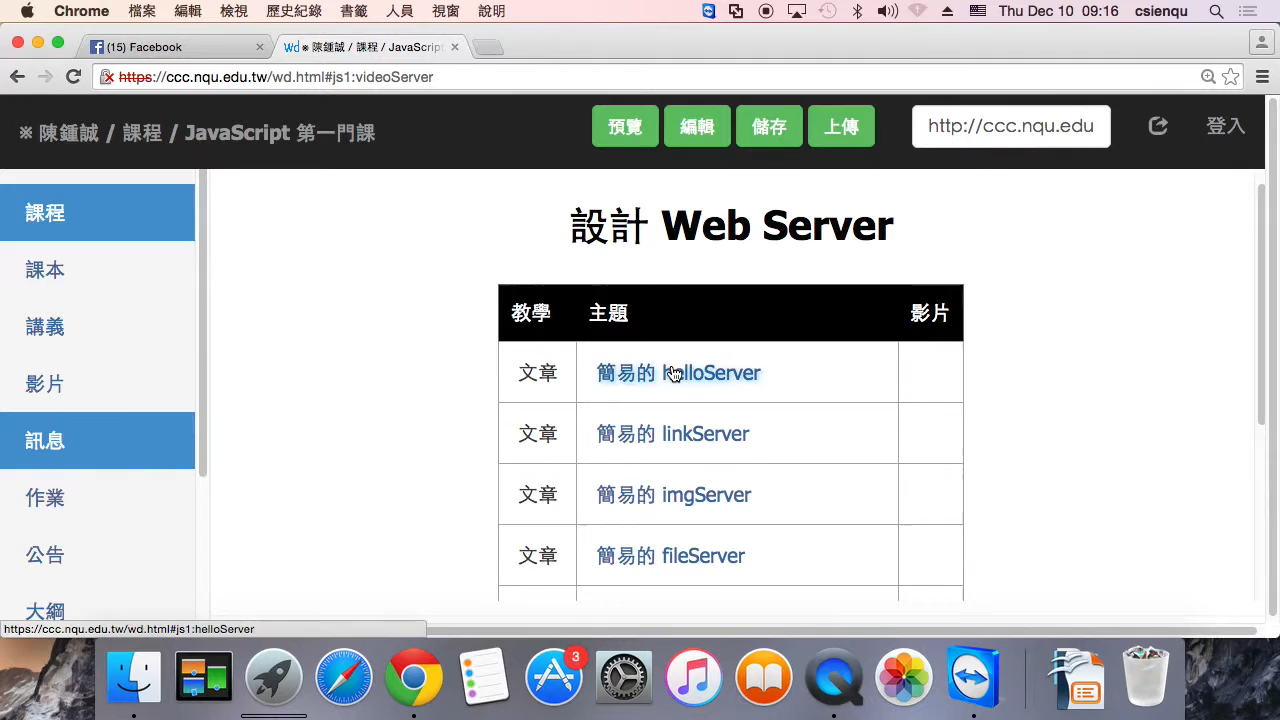 Chrome 檔案 編輯 檢視 歷史紀錄 書籤 人員 視窗 說明 Thu Dec 10 09:16 csienqu
(15) Facebook
wd ※ 陳鍾誠 / 課程 / JavaScript
https://ccc.nqu.edu.tw/wd.html#js1:videoServer
※ 陳鍾誠 / 課程 / JavaScript 第一門課
預覽 編輯 儲存 上傳 http://ccc.nqu.edu 登入
課程
課本
講義
影片
訊息
作業
公告
大綱
設計 Web Server
教學 主題 影片
文章 簡易的 helloServer
文章 簡易的 linkServer
文章 簡易的 imgServer
文章 簡易的 fileServer
https://ccc.nqu.edu.tw/wd.html#js1:helloServer
3